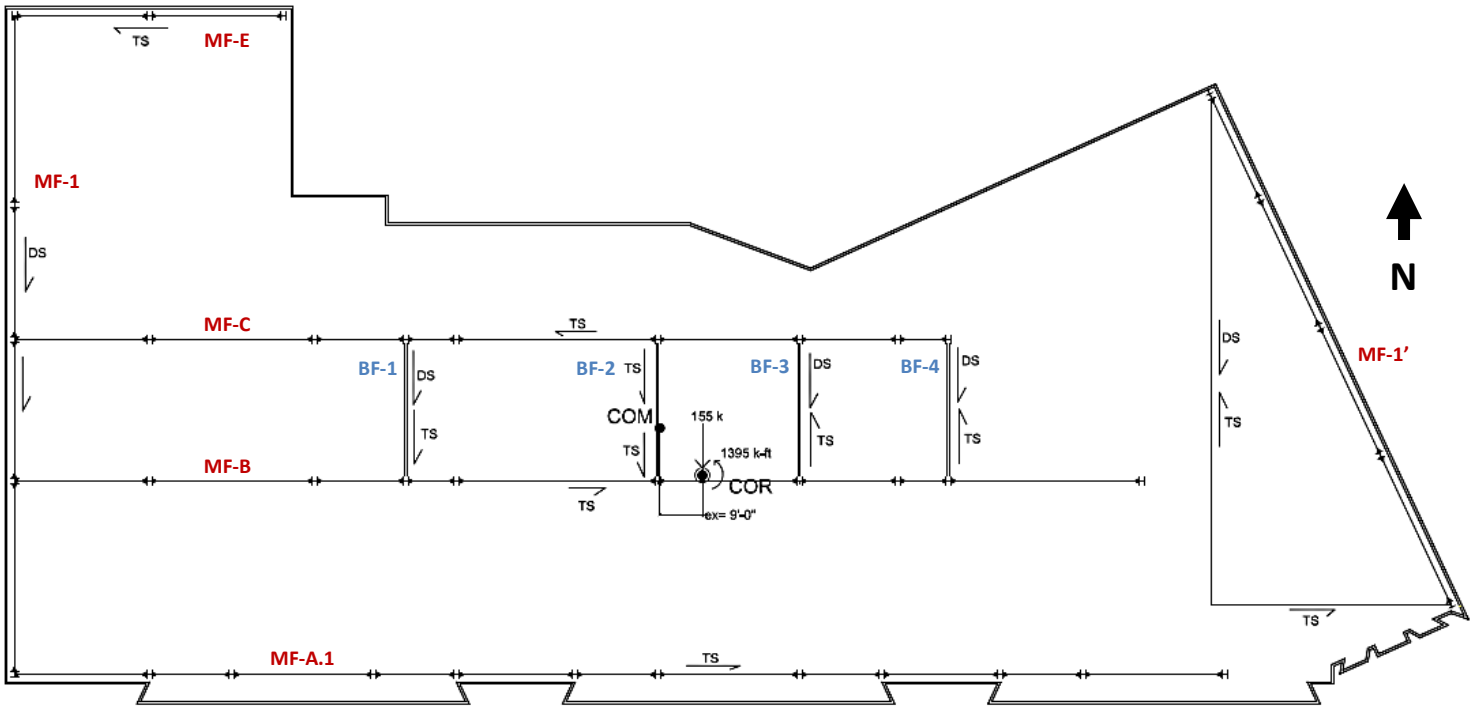 TS
MF-E
MF-1
DS
MF-C
TS
BF-1
DS
TS
BF-2
TS
TS
BF-3
DS
TS
BF-4
DS
TS
COM
155 k
1395 k-ft
COR
ex= 9'-0"
MF-B
TS
DS
TS
MF-1’
N
TS
MF-A.1
TS